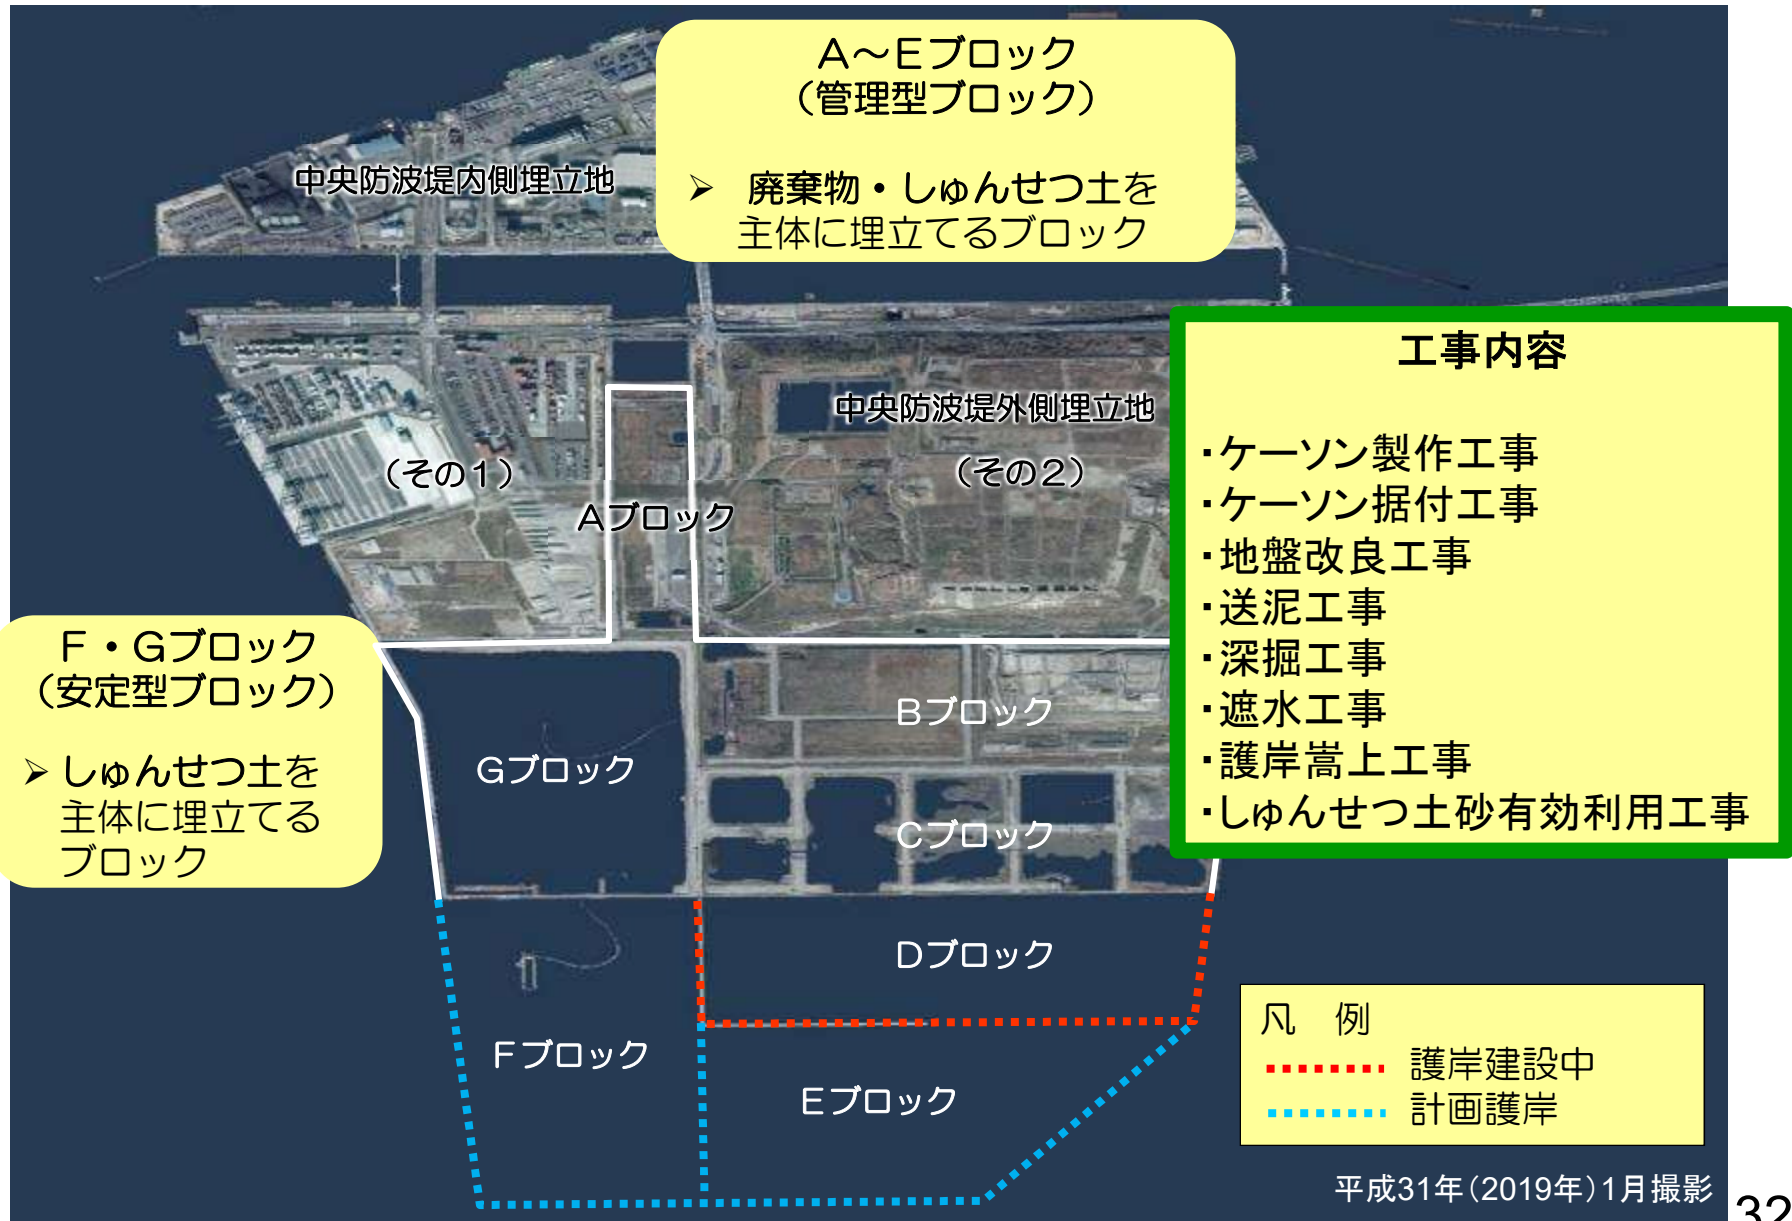 A～Eブロック
（管理型ブロック）
➢ 廃棄物・しゅんせつ土を
主体に埋立てるブロック
中央防波堤内側埋立地
工事内容
・ケーソン製作工事
・ケーソン据付工事
・地盤改良工事
・送泥工事
・深掘工事
・遮水工事
・護岸嵩上工事
・しゅんせつ土砂有効利用工事
中央防波堤外側埋立地
（その１）
（その２）
Aブロック
F・Gブロック
（安定型ブロック）
➢ しゅんせつ土を
主体に埋立てる
ブロック
Bブロック
Gブロック
Cブロック
Dブロック
Fブロック
Eブロック
凡　例
護岸建設中
計画護岸
平成31年（2019年）1月撮影
32